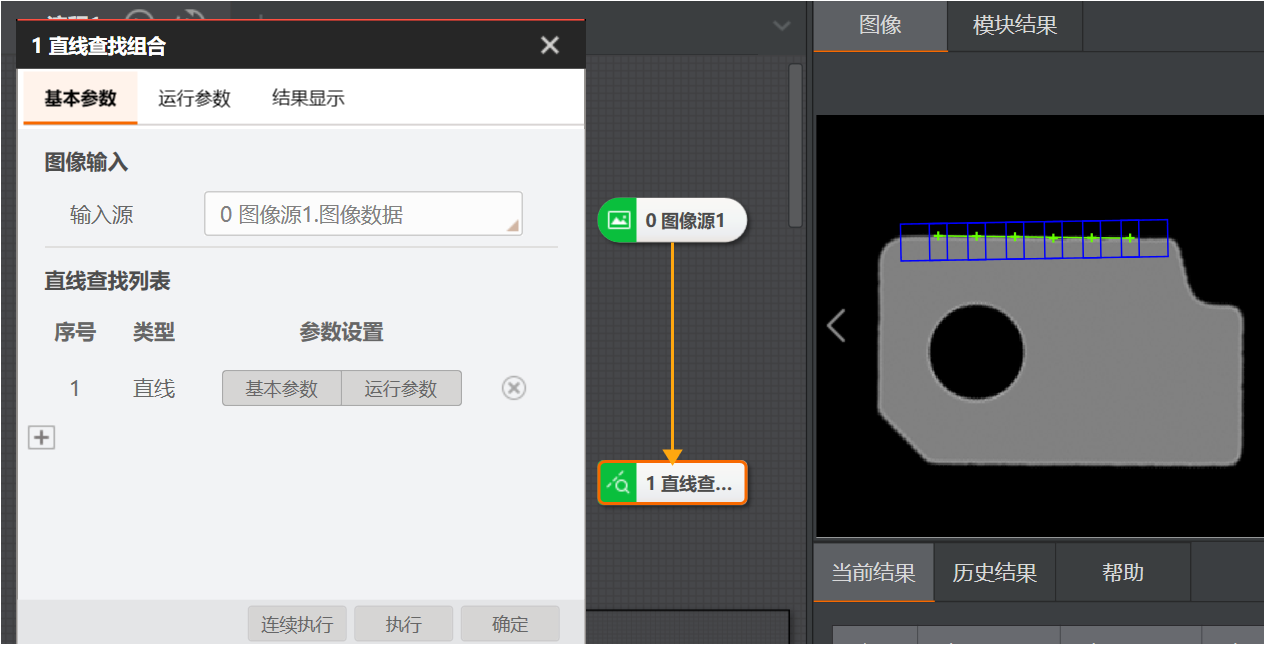 1 直线查找组合
基本参数 运行参数 结果显示
图像输入
输入源 0 图像源1.图像数据
直线查找列表
序号 类型 参数设置
1 直线 基本参数 运行参数
连续执行 执行 确定
0 图像源1
1 直线查...
图像 模块结果
当前结果 历史结果 帮助